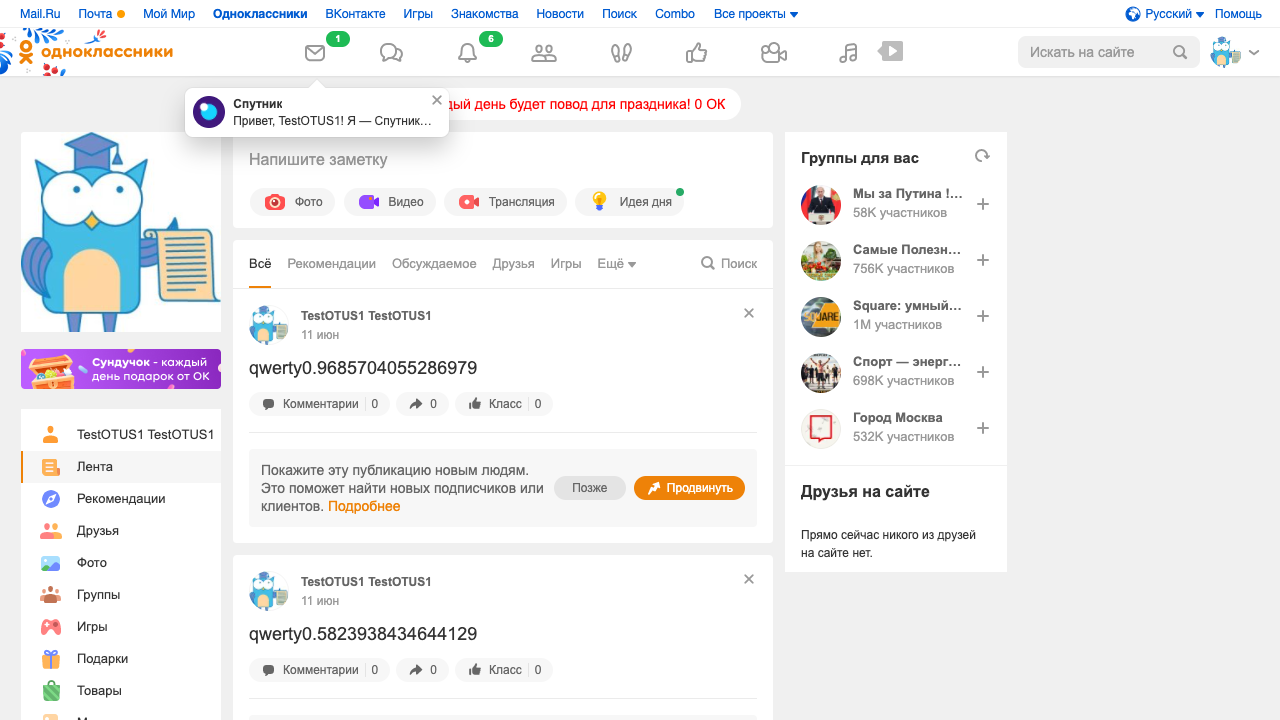 Mail.Ru Почта Мой Мир Одноклассники ВКонтакте Игры Знакомства Новости Поиск Combo Все проекты Русский Помощь
одноклассники 1 6 Искать на сайте
Спутник
Привет, TestOTUS1! Я — Спутник…
день будет повод для праздника! 0 ОК
Напишите заметку
Фото Видео Трансляция Идея дня
Всё Рекомендации Обсуждаемое Друзья Игры Ещё Поиск
TestOTUS1 TestOTUS1
11 июн
qwerty0.9685704055286979
Комментарии 0 0 Класс 0
Покажите эту публикацию новым людям.
Это поможет найти новых подписчиков или
клиентов. Подробнее
Позже Продвинуть
TestOTUS1 TestOTUS1
11 июн
qwerty0.5823938434644129
Комментарии 0 0 Класс 0
Сундучок - каждый
день подарок от ОК
TestOTUS1 TestOTUS1
Лента
Рекомендации
Друзья
Фото
Группы
Игры
Подарки
Товары
Группы для вас
Мы за Путина !…
58K участников
Самые Полезн…
756K участников
Square: умный…
1M участников
Спорт — энерг…
698K участников
Город Москва
532K участников
Друзья на сайте
Прямо сейчас никого из друзей
на сайте нет.